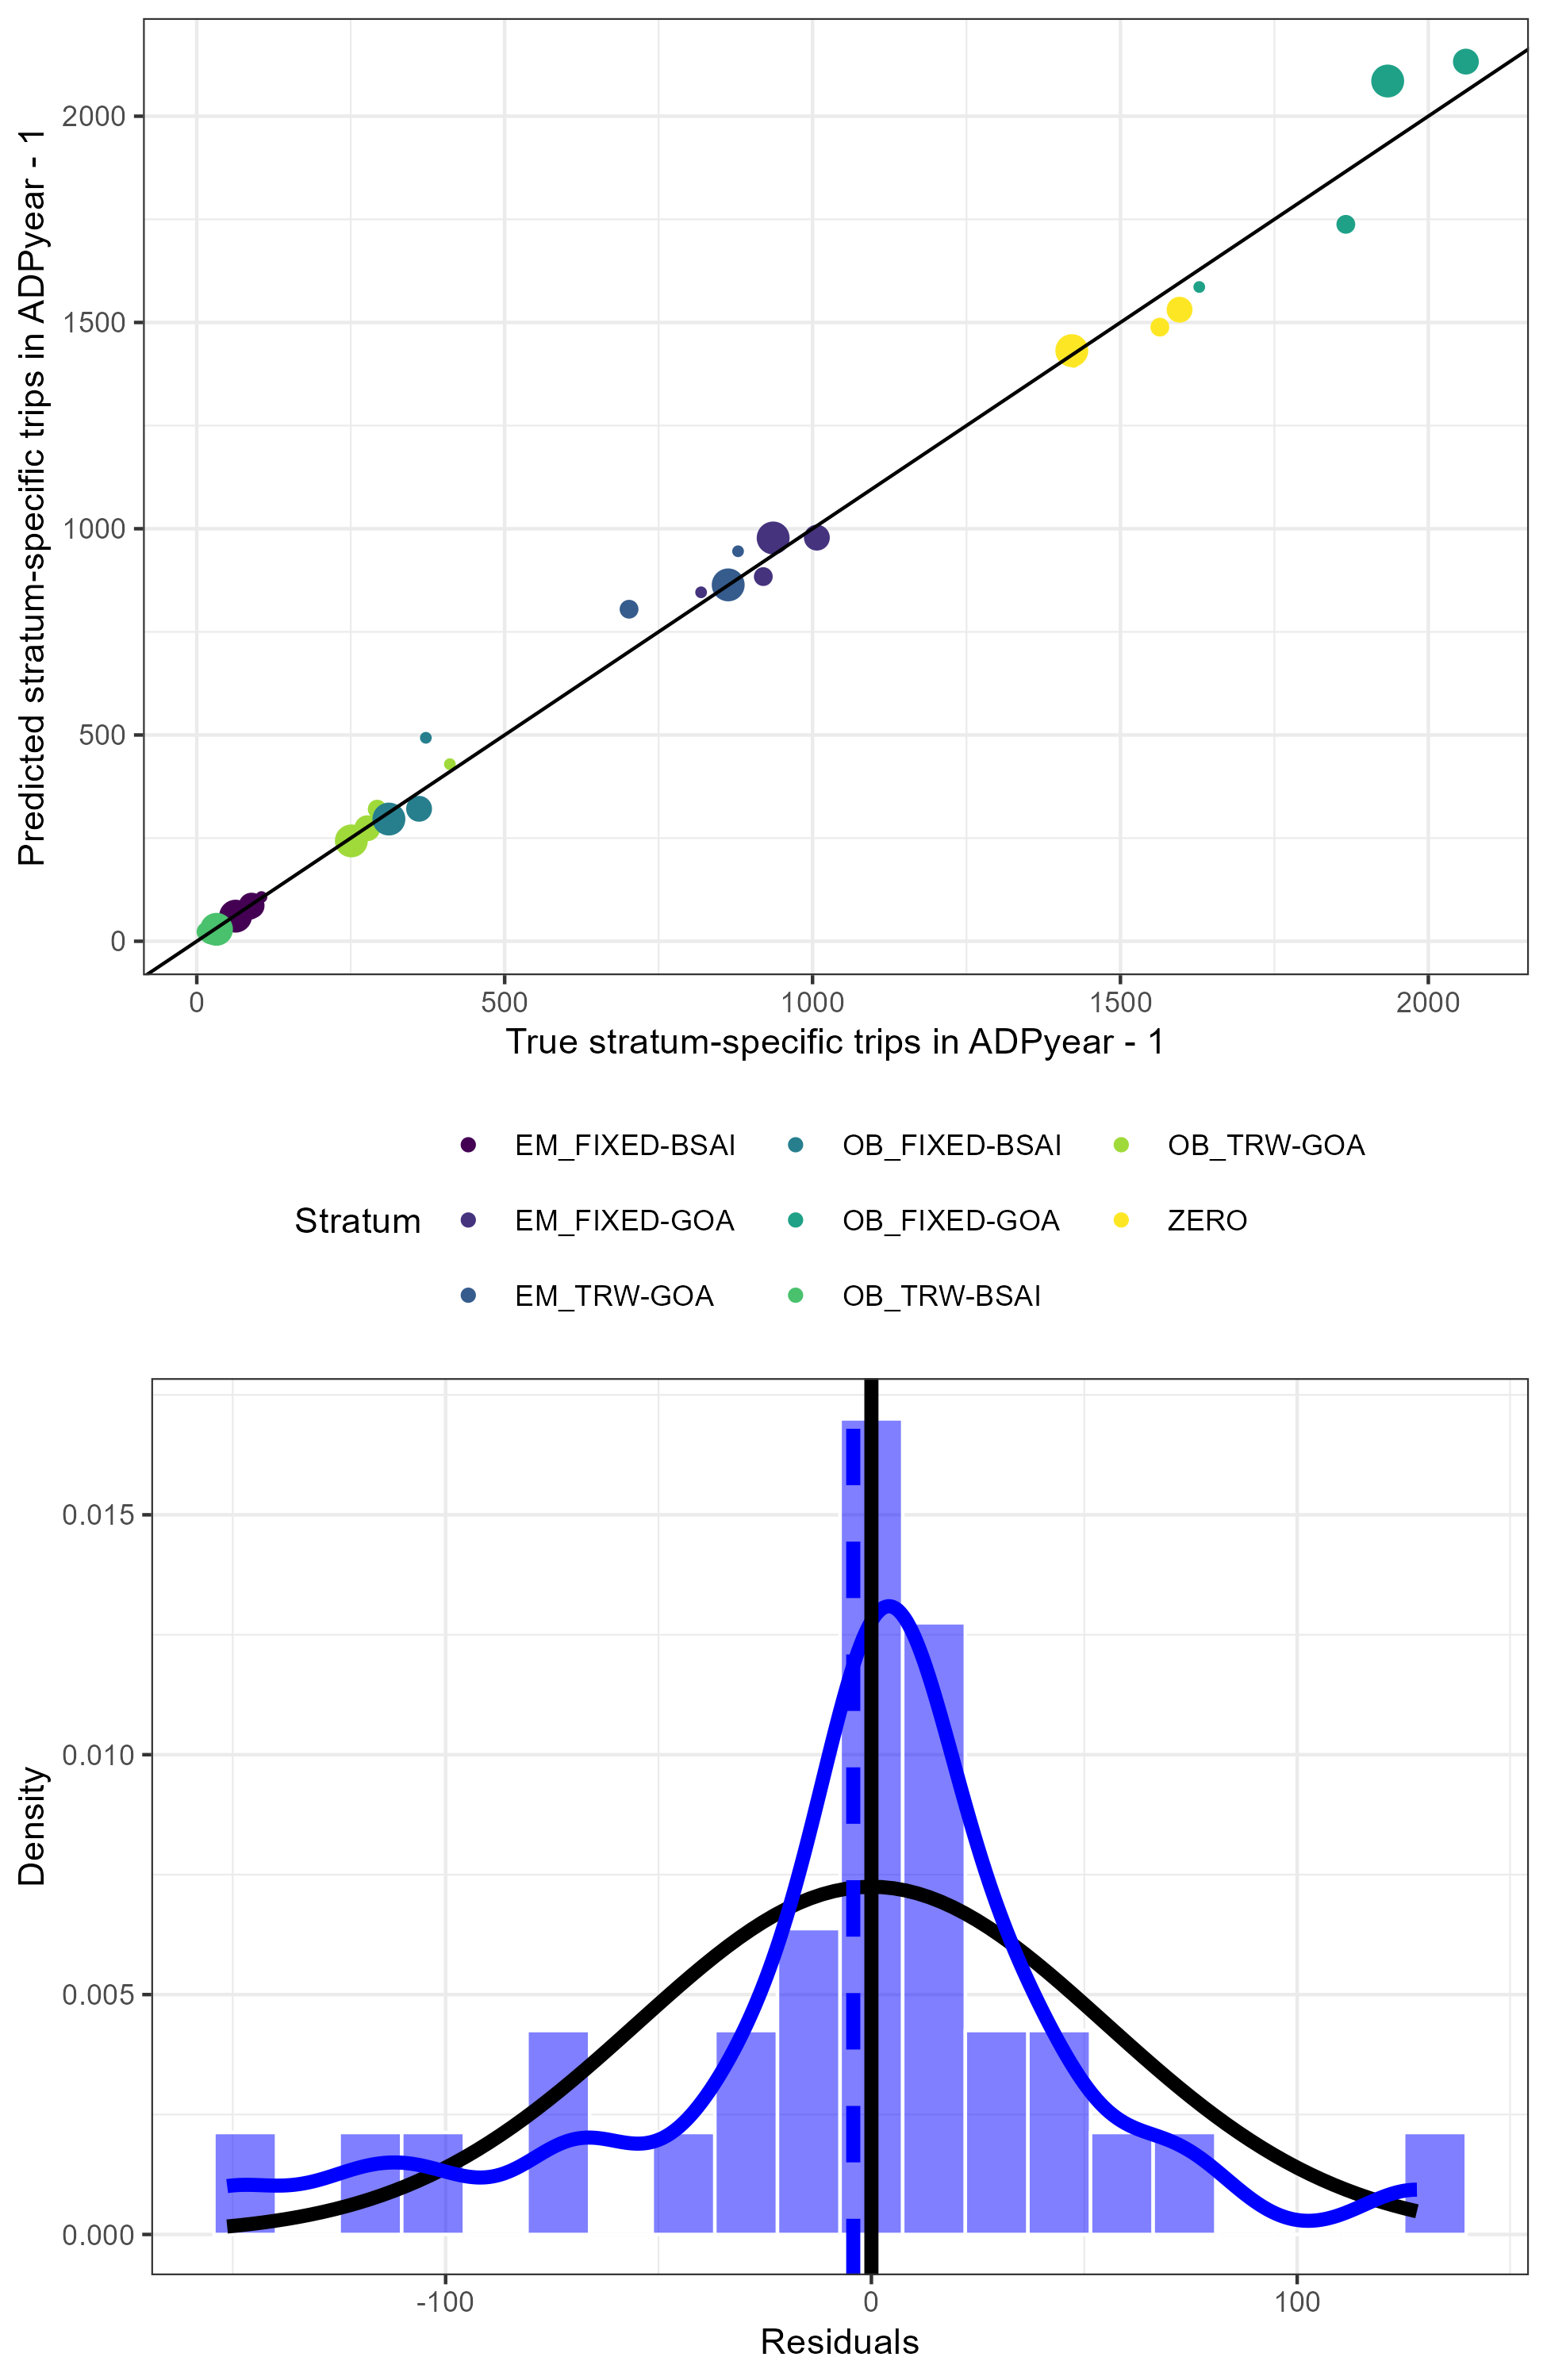 Predicted stratum-specific trips in ADPyear - 1
2000
1500
1000
500
0
0 500 1000 1500 2000
True stratum-specific trips in ADPyear - 1
Stratum
EM_FIXED-BSAI OB_FIXED-BSAI OB_TRW-GOA
EM_FIXED-GOA OB_FIXED-GOA ZERO
EM_TRW-GOA OB_TRW-BSAI
Density
0.015
0.010
0.005
0.000
-100 0 100
Residuals